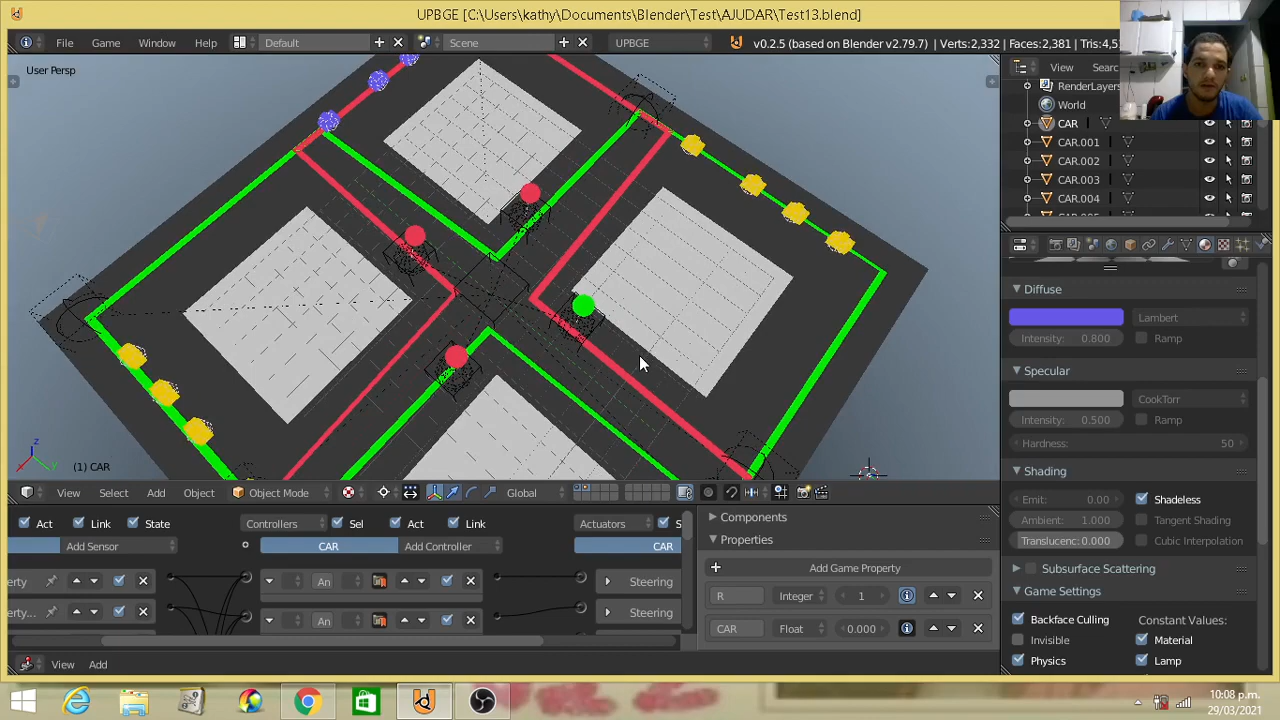 UPBGE [C:\Users\kathy\Documents\Blender\Test\AJUDAR\Test13.blend]
File Game Window Help Default Scene UPBGE v0.2.5 (based on Blender v2.79.7) | Verts:2,332 | Faces:2,381 | Tris:4,5
User Persp
View Searc
RenderLayers
World
CAR
CAR.001
CAR.002
CAR.003
CAR.004
Diffuse
Lambert
Intensity: 0.800 Ramp
Specular
CookTorr
Intensity: 0.500 Ramp
Hardness: 50
Shading
Emit: 0.00 Shadeless
Ambient: 1.000 Tangent Shading
Translucenc: 0.000 Cubic Interpolation
Subsurface Scattering
Game Settings
Backface Culling Constant Values:
Invisible Material
Physics Lamp
z
y
(1) CAR
View Select Add Object Object Mode Global
Act Link State Controllers Sel Act Link Actuators S
Add Sensor CAR Add Controller CAR
perty An Steering
perty... An Steering
Components
Properties
Add Game Property
R Integer 1
CAR Float 0.000
View Add
10:08 p.m.
29/03/2021